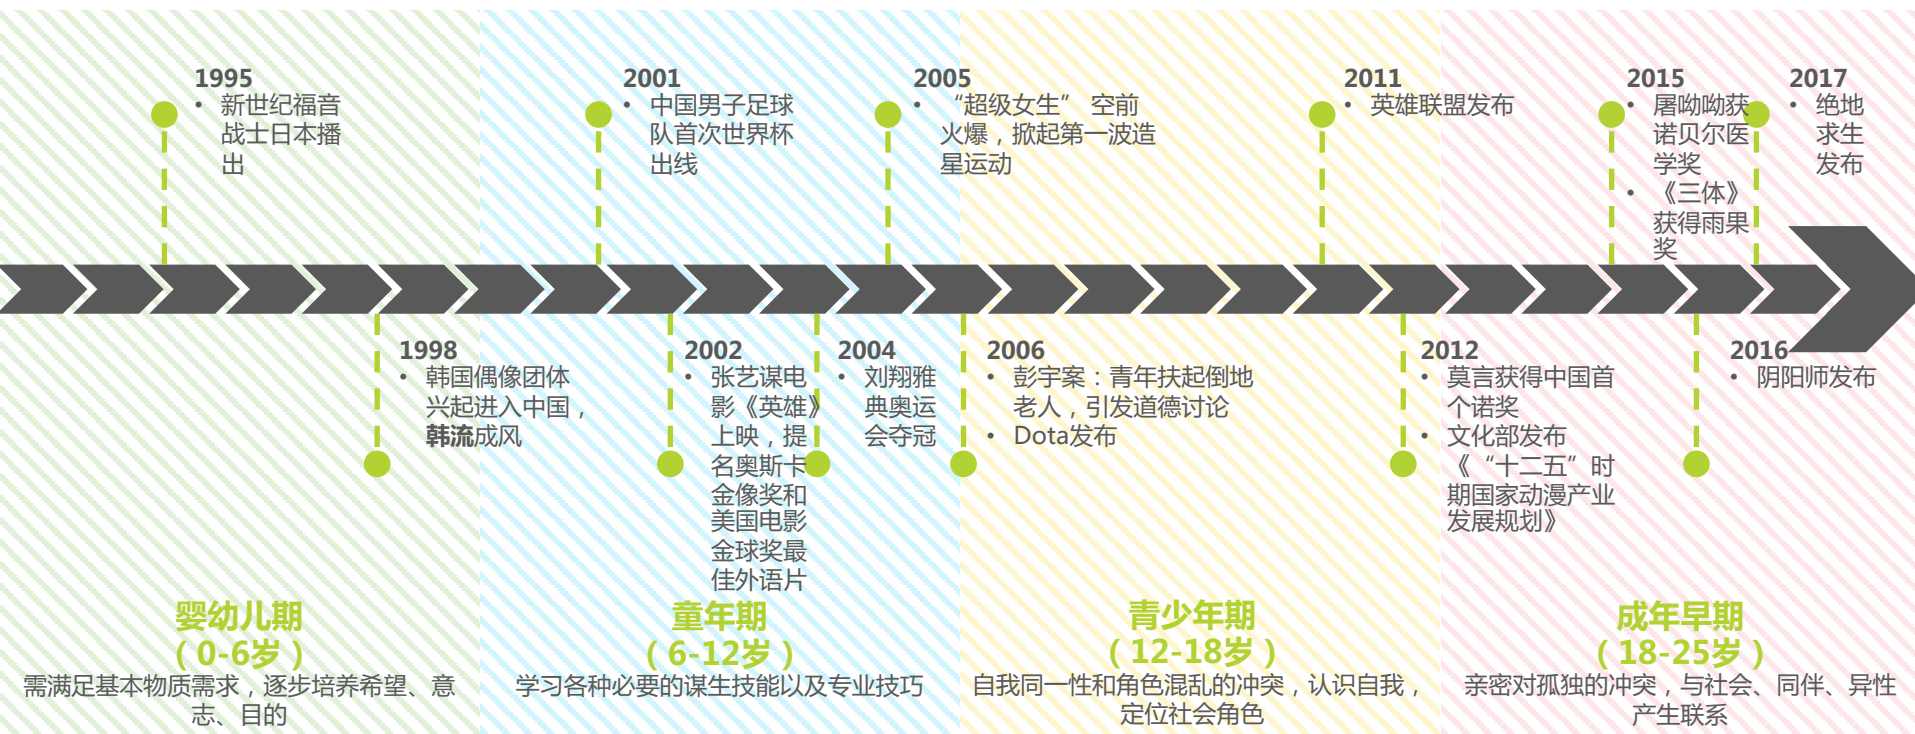 1995
• 新世纪福音
战士日本播
出
2001
• 中国男子足球
队首次世界杯
出线
2005
• “超级女生” 空前
火爆，掀起第一波造
星运动
2011
• 英雄联盟发布
2015
• 屠呦呦获
诺贝尔医
学奖
• 《三体》
获得雨果
奖
2017
• 绝地
求生
发布
1998
• 韩国偶像团体
兴起进入中国，
韩流成风
2002
• 张艺谋电
影《英雄》
上映，提
名奥斯卡
金像奖和
美国电影
金球奖最
佳外语片
2004
• 刘翔雅
典奥运
会夺冠
2006
• 彭宇案：青年扶起倒地
老人，引发道德讨论
• Dota发布
2012
• 莫言获得中国首
个诺奖
• 文化部发布
《 “十二五”时
期国家动漫产业
发展规划》
2016
• 阴阳师发布
婴幼儿期
（0-6岁）
需满足基本物质需求，逐步培养希望、意
志、目的
童年期
（6-12岁）
学习各种必要的谋生技能以及专业技巧
青少年期
（12-18岁）
自我同一性和角色混乱的冲突，认识自我，
定位社会角色
成年早期
（18-25岁）
亲密对孤独的冲突，与社会、同伴、异性
产生联系